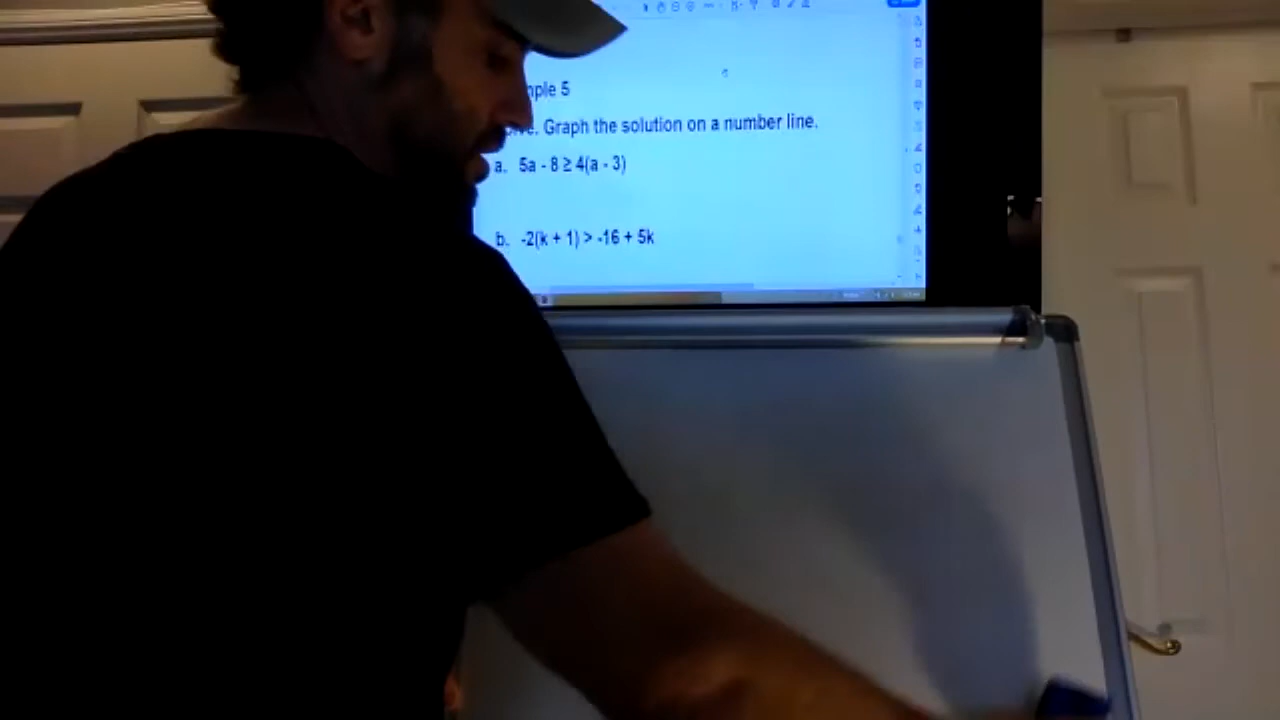 mple 5
Graph the solution on a number line.
a. 5a - 8 ≥ 4(a - 3)
b. -2(k + 1) > -16 + 5k